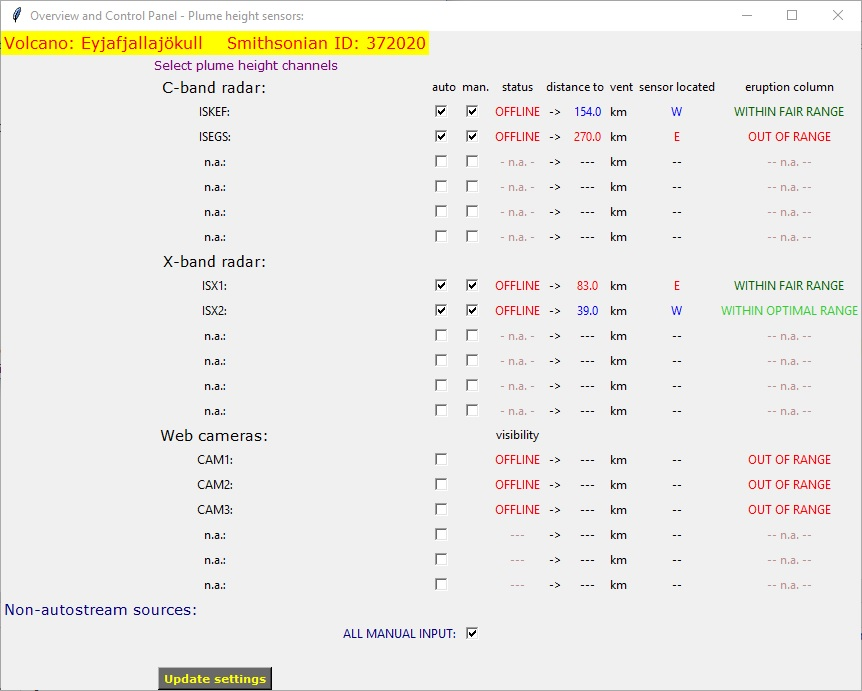 Overview and Control Panel - Plume height sensors:
Volcano: Eyjafjallajökull Smithsonian ID: 372020
Select plume height channels
C-band radar: auto man. status distance to vent sensor located eruption column
ISKEF: OFFLINE -> 154.0 km W WITHIN FAIR RANGE
ISEGS: OFFLINE -> 270.0 km E OUT OF RANGE
n.a.: - n.a. - -> --- km -- -- n.a. --
n.a.: - n.a. - -> --- km -- -- n.a. --
n.a.: - n.a. - -> --- km -- -- n.a. --
n.a.: - n.a. - -> --- km -- -- n.a. --
X-band radar:
ISX1: OFFLINE -> 83.0 km E WITHIN FAIR RANGE
ISX2: OFFLINE -> 39.0 km W WITHIN OPTIMAL RANGE
n.a.: - n.a. - -> --- km -- -- n.a. --
n.a.: - n.a. - -> --- km -- -- n.a. --
n.a.: - n.a. - -> --- km -- -- n.a. --
n.a.: - n.a. - -> --- km -- -- n.a. --
Web cameras: visibility
CAM1: OFFLINE -> --- km -- OUT OF RANGE
CAM2: OFFLINE -> --- km -- OUT OF RANGE
CAM3: OFFLINE -> --- km -- OUT OF RANGE
n.a.: --- -> --- km -- -- n.a. --
n.a.: --- -> --- km -- -- n.a. --
n.a.: --- -> --- km -- -- n.a. --
Non-autostream sources:
ALL MANUAL INPUT:
Update settings